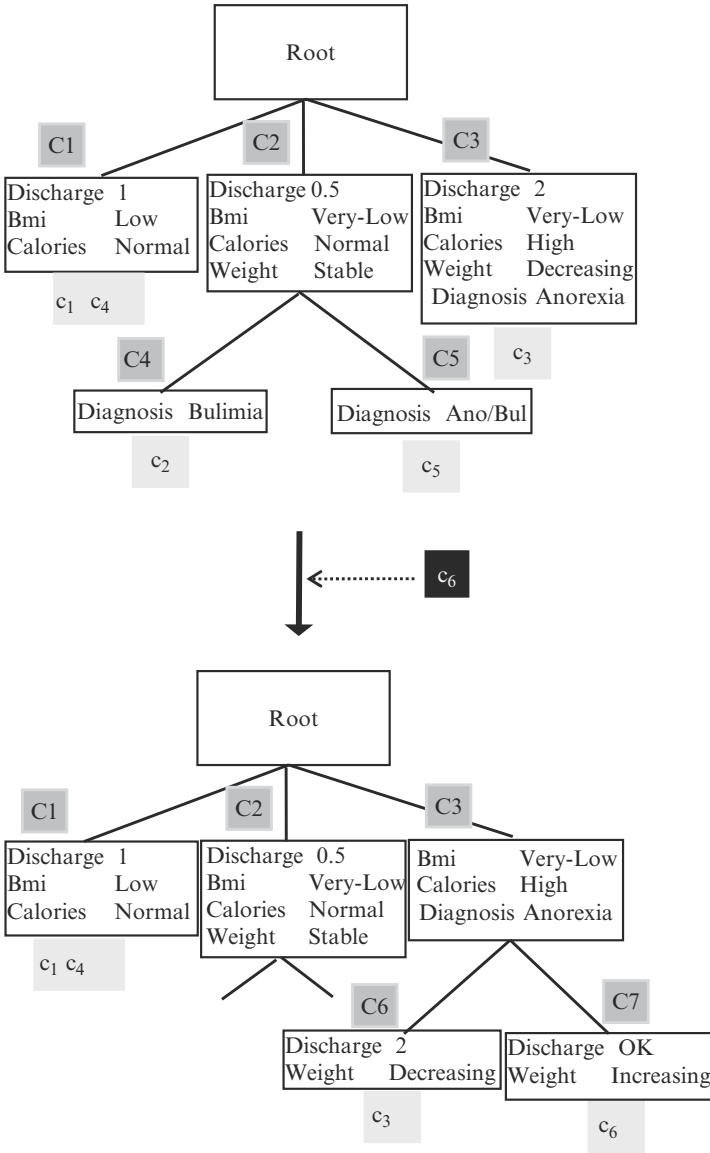 Root
C1
C2
C3
Discharge 1
Bmi Low
Calories Normal
Discharge 0.5
Bmi Very-Low
Calories Normal
Weight Stable
Discharge 2
Bmi Very-Low
Calories High
Weight Decreasing
Diagnosis Anorexia
c1 c4
c3
C4
C5
Diagnosis Bulimia
Diagnosis Ano/Bul
c2
c5
c6
Root
C1
C2
C3
Discharge 1
Bmi Low
Calories Normal
Discharge 0.5
Bmi Very-Low
Calories Normal
Weight Stable
Bmi Very-Low
Calories High
Diagnosis Anorexia
c1 c4
C6
C7
Discharge 2
Weight Decreasing
Discharge OK
Weight Increasing
c3
c6